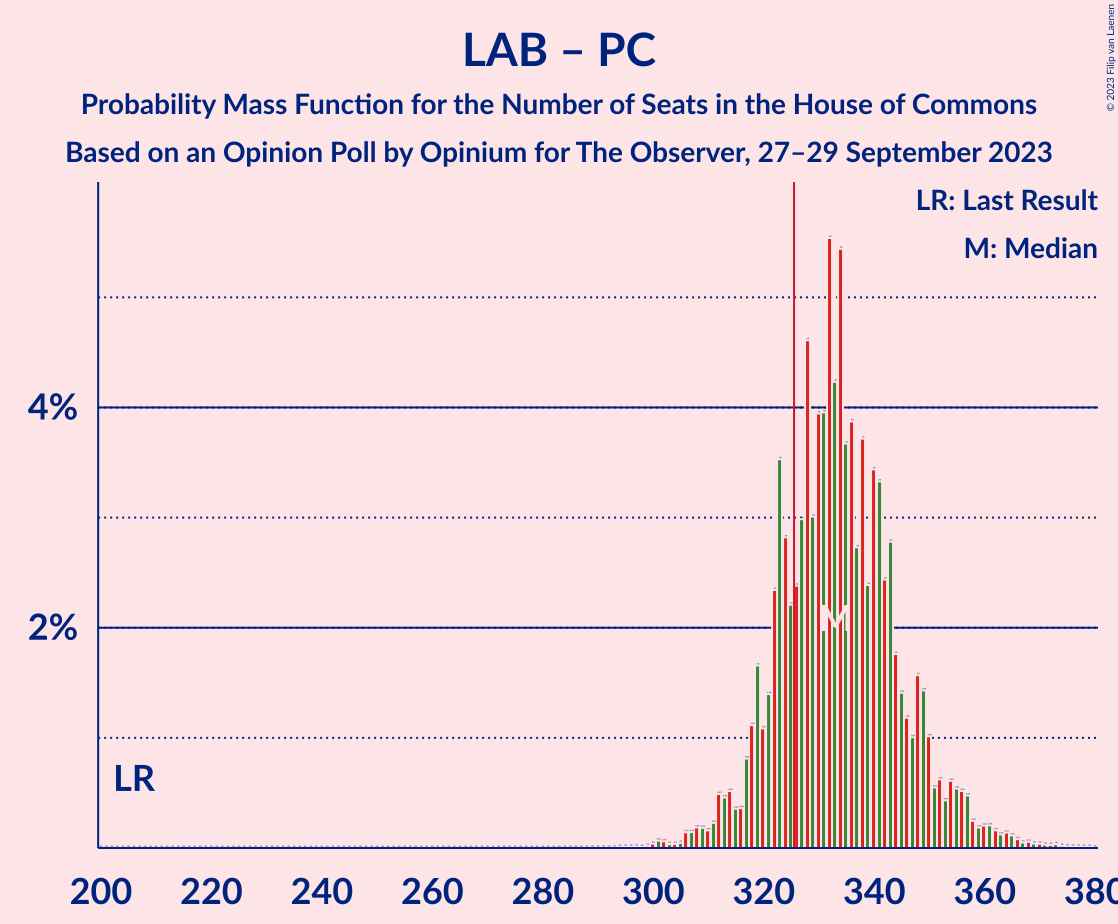 LAB – PC
Probability Mass Function for the Number of Seats in the House of Commons
Based on an Opinion Poll by Opinium for The Observer, 27–29 September 2023
© 2023 Filip van Laenen
LR: Last Result
M: Median
4%
2%
M
LR
200 220 240 260 280 300 320 340 360 380